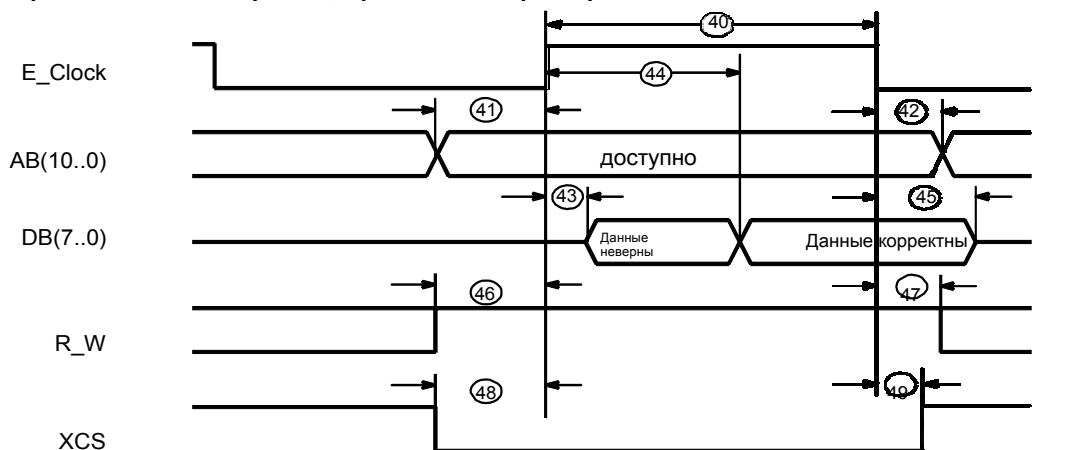 40
E_Clock
44
41
42
AB(10..0)
доступно
43
45
DB(7..0)
Данные
неверны
Данные корректны
46
47
R_W
48
49
XCS